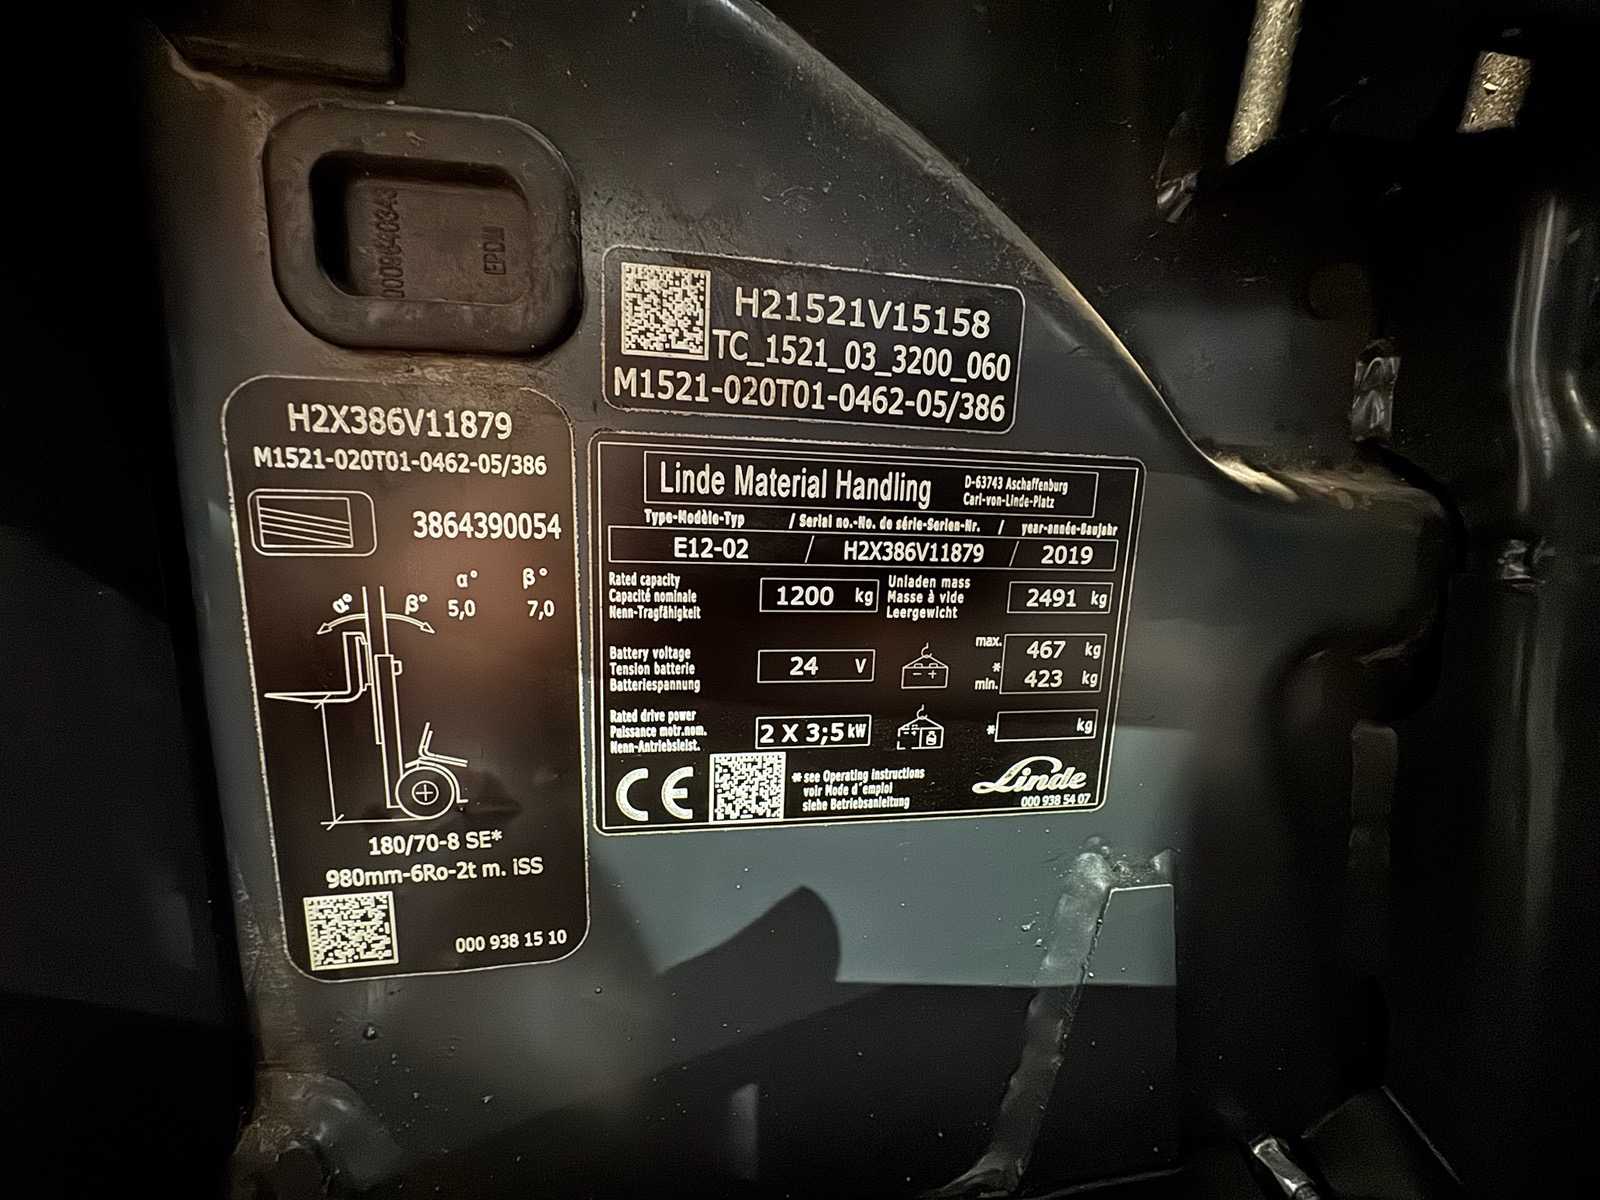 0009840343
EPDM
H21521V15158
TC_1521_03_3200_060
M1521-020T01-0462-05/386
H2X386V11879
M1521-020T01-0462-05/386
3864390054
α° β°
α° β° 5,0 7,0
180/70-8 SE*
980mm-6Ro-2t m. iSS
000 938 15 10
Linde Material Handling
D-63743 Aschaffenburg
Carl-von-Linde-Platz
Type-Modèle-Typ / Serial no.-No. de série-Serien-Nr. / year-année-Baujahr
E12-02 / H2X386V11879 / 2019
Rated capacity
Capacité nominale
Nenn-Tragfähigkeit
1200 kg
Unladen mass
Masse à vide
Leergewicht
2491 kg
Battery voltage
Tension batterie
Batteriespannung
24 V
- +
max. 467 kg
*
min. 423 kg
Rated drive power
Puissance motr.nom.
Nenn-Antriebsleist.
2 X 3;5 kW
* kg
CE
* see Operating instructions
voir Mode d'emploi
siehe Betriebsanleitung
Linde
000 938 54 07